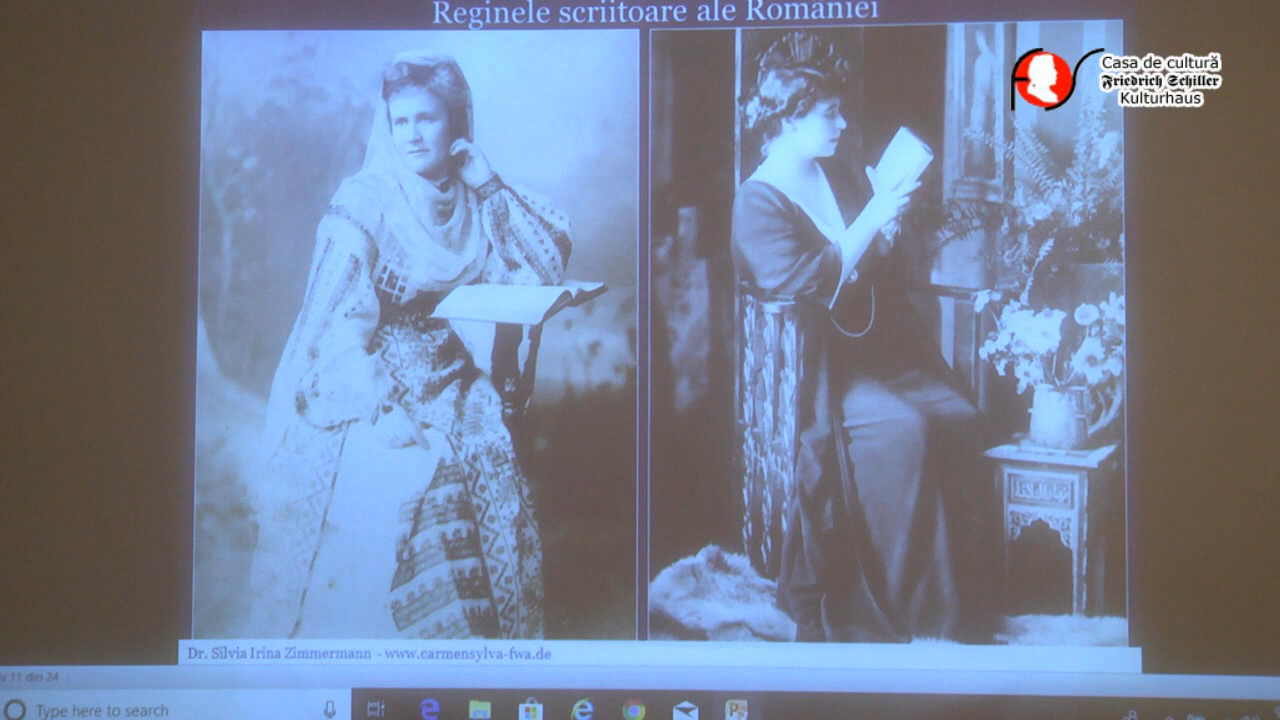 Reginele scriitoare ale României
Casa de cultură
Friedrich Schiller
Kulturhaus
Dr. Silvia Irina Zimmermann - www.carmensylva-fwa.de
11 din 24
Type here to search